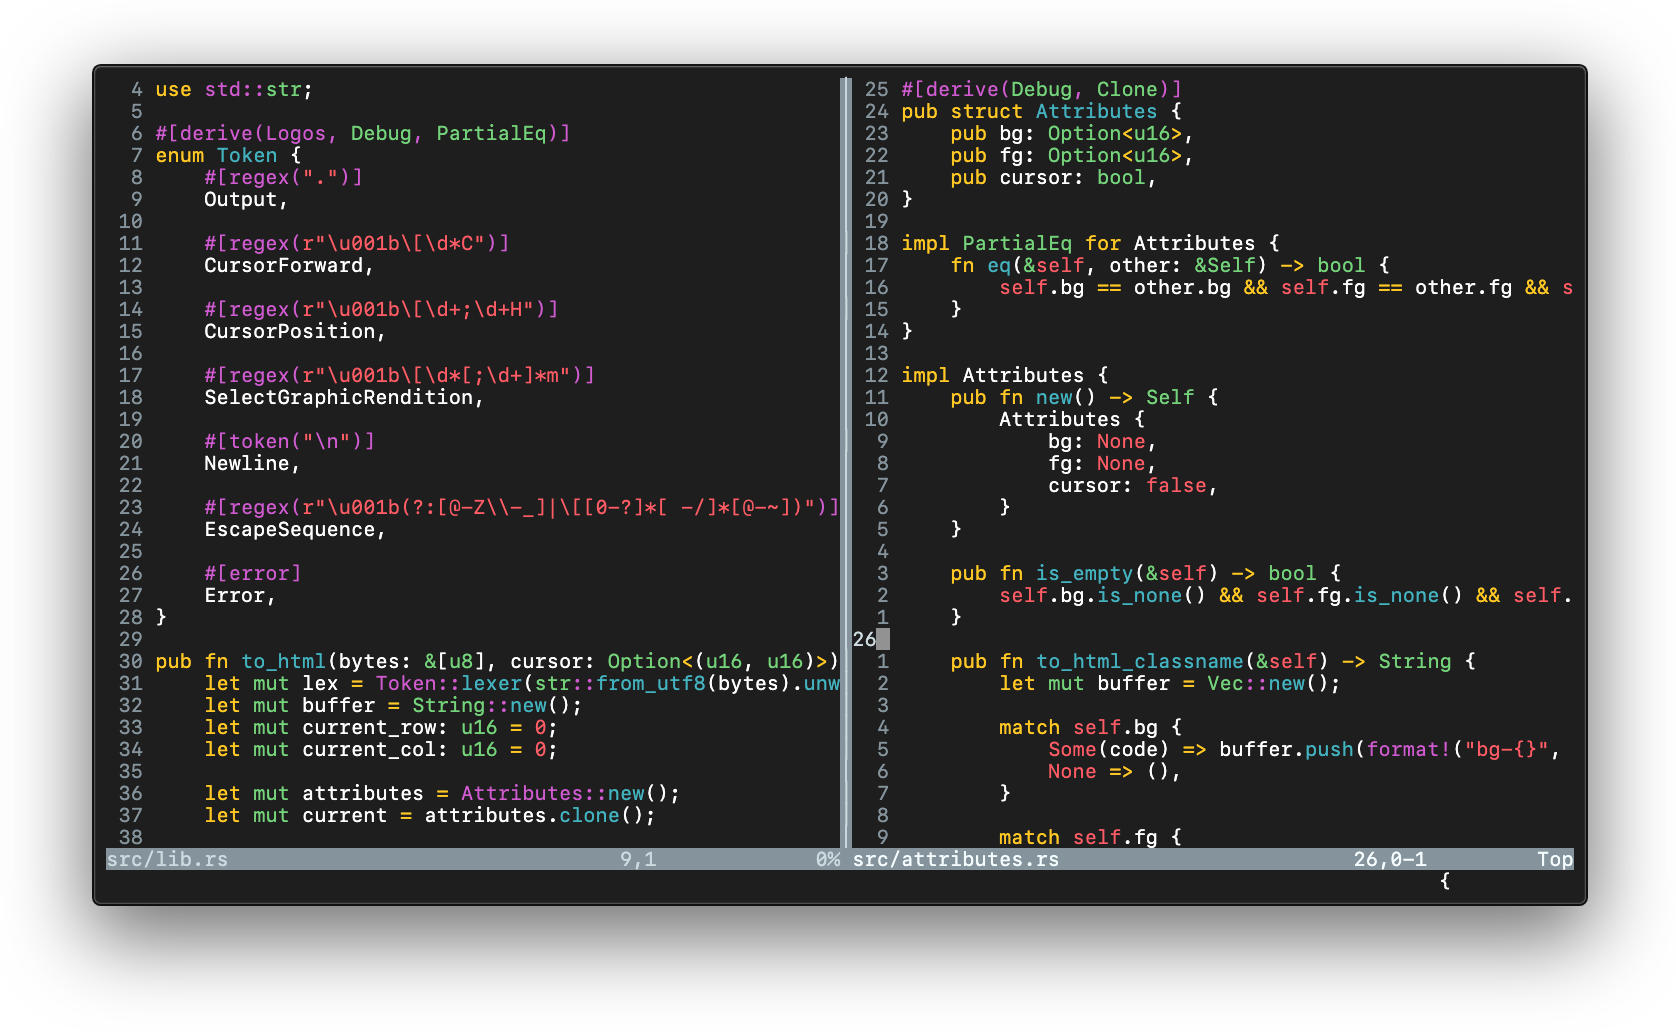 4 use std::str;
5
6 #[derive(Logos, Debug, PartialEq)]
7 enum Token {
8     #[regex(".")]
9     Output,
10
11     #[regex(r"\u001b\[\d*C")]
12     CursorForward,
13
14     #[regex(r"\u001b\[\d+;\d+H")]
15     CursorPosition,
16
17     #[regex(r"\u001b\[\d*[;\d+]*m")]
18     SelectGraphicRendition,
19
20     #[token("\n")]
21     Newline,
22
23     #[regex(r"\u001b(?:[@-Z\\-_]|\[[0-?]*[ -/]*[@-~])")]
24     EscapeSequence,
25
26     #[error]
27     Error,
28 }
29
30 pub fn to_html(bytes: &[u8], cursor: Option<(u16, u16)>)
31     let mut lex = Token::lexer(str::from_utf8(bytes).unw
32     let mut buffer = String::new();
33     let mut current_row: u16 = 0;
34     let mut current_col: u16 = 0;
35
36     let mut attributes = Attributes::new();
37     let mut current = attributes.clone();
38
src/lib.rs 9,1 0%
25 #[derive(Debug, Clone)]
24 pub struct Attributes {
23     pub bg: Option<u16>,
22     pub fg: Option<u16>,
21     pub cursor: bool,
20 }
19
18 impl PartialEq for Attributes {
17     fn eq(&self, other: &Self) -> bool {
16         self.bg == other.bg && self.fg == other.fg && s
15     }
14 }
13
12 impl Attributes {
11     pub fn new() -> Self {
10         Attributes {
9             bg: None,
8             fg: None,
7             cursor: false,
6         }
5     }
4
3     pub fn is_empty(&self) -> bool {
2         self.bg.is_none() && self.fg.is_none() && self.
1     }
26
1     pub fn to_html_classname(&self) -> String {
2         let mut buffer = Vec::new();
3
4         match self.bg {
5             Some(code) => buffer.push(format!("bg-{}",
6             None => (),
7         }
8
9         match self.fg {
src/attributes.rs 26,0-1 Top
{